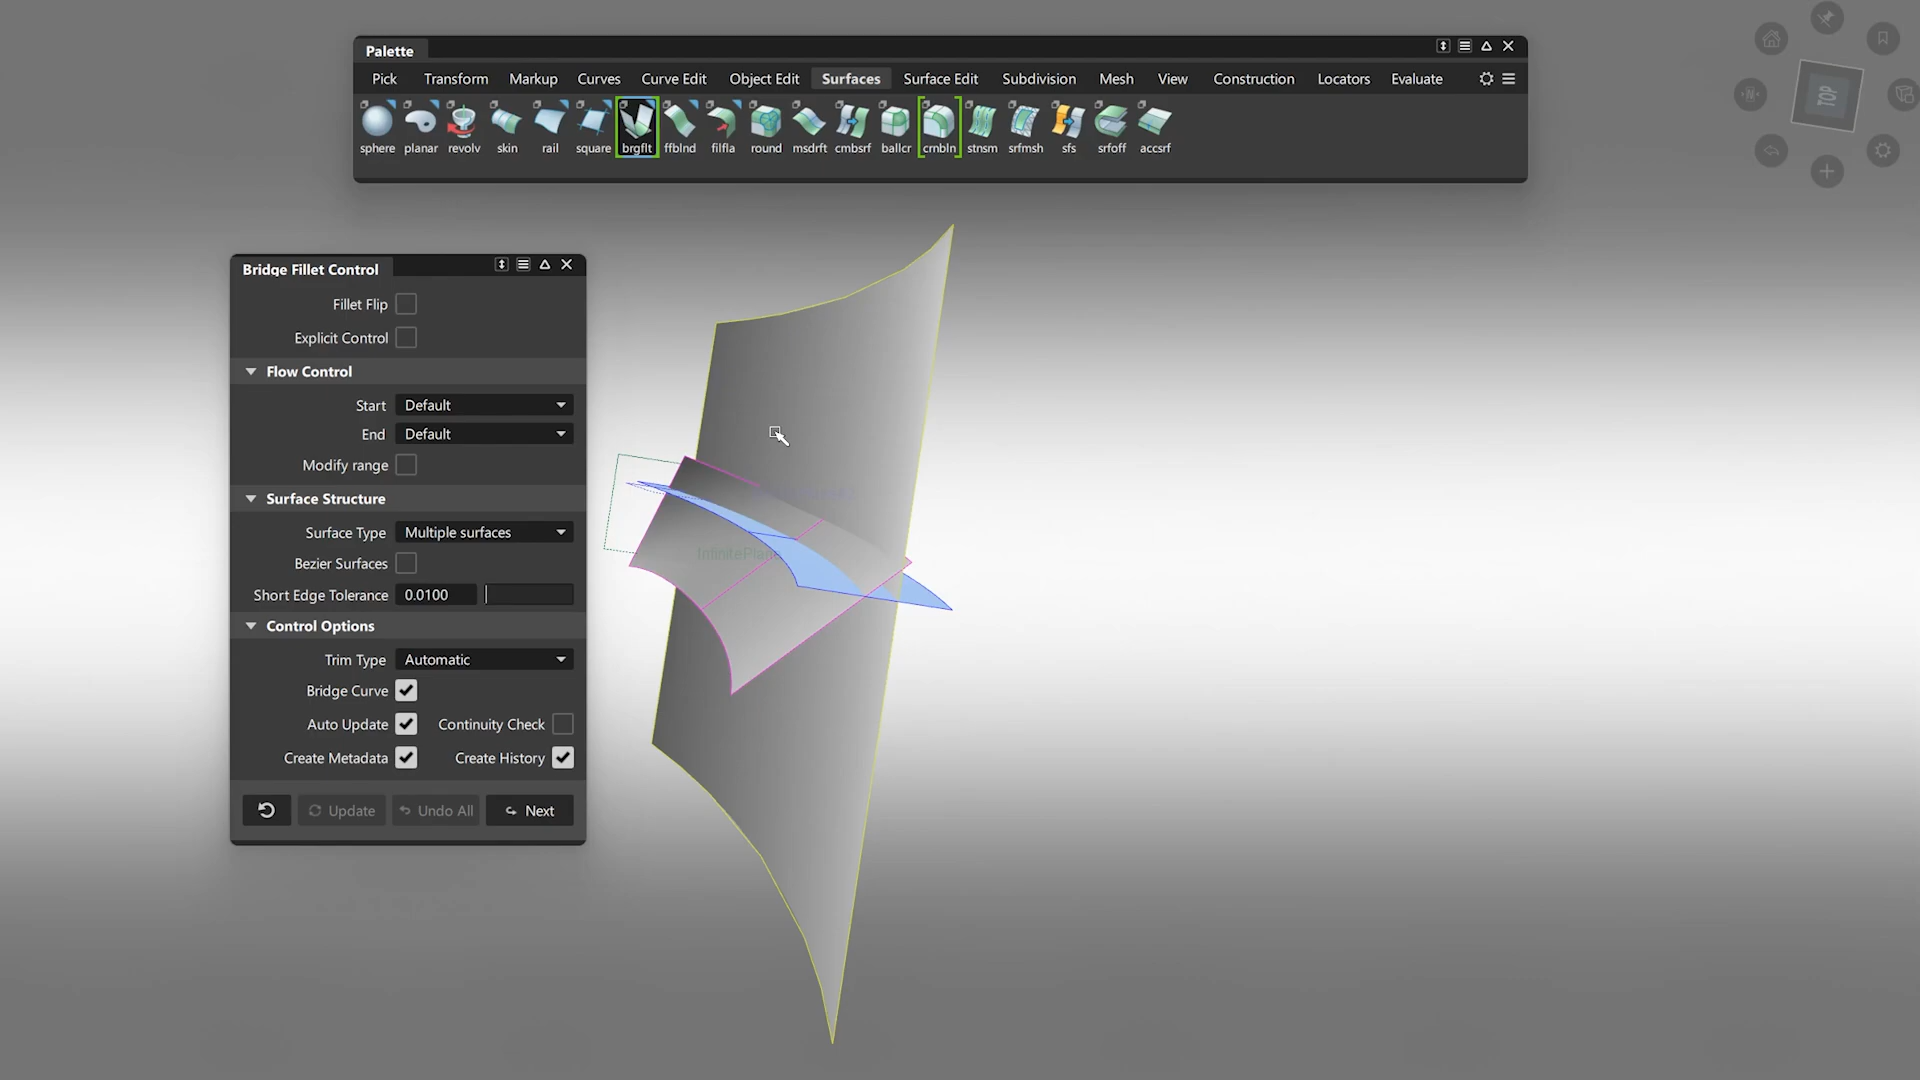 Palette
Pick Transform Markup Curves Curve Edit Object Edit Surfaces Surface Edit Subdivision Mesh View Construction Locators Evaluate
sphere planar revolv skin rail square brgflt ffblnd filfla round msdrft cmbsrf ballcr crnbln stnsm srfmsh sfs srfoff accsrf
TOP
Bridge Fillet Control
Fillet Flip
Explicit Control
Flow Control
Start Default
End Default
Modify range
Surface Structure
Surface Type Multiple surfaces
Bezier Surfaces
Short Edge Tolerance 0.0100
Control Options
Trim Type Automatic
Bridge Curve
Auto Update Continuity Check
Create Metadata Create History
Update Undo All Next
InfinitePlane